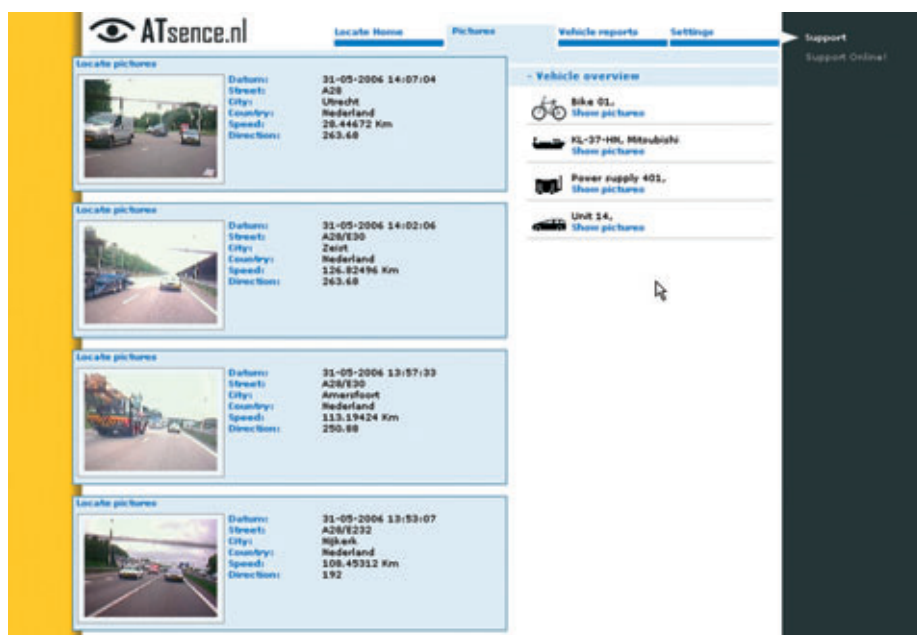 ATsence.nl
Locate Home
Pictures
Vehicle reports
Settings
Support
Support Online!
Locate pictures
Datum: 31-05-2006 14:07:04
Street: A28
City: Utrecht
Country: Nederland
Speed: 28.44672 Km
Direction: 263.68
Locate pictures
Datum: 31-05-2006 14:02:06
Street: A28/E30
City: Zeist
Country: Nederland
Speed: 126.82496 Km
Direction: 263.68
Locate pictures
Datum: 31-05-2006 13:57:33
Street: A28/E30
City: Amersfoort
Country: Nederland
Speed: 113.19424 Km
Direction: 250.88
Locate pictures
Datum: 31-05-2006 13:53:07
Street: A28/E232
City: Nijkerk
Country: Nederland
Speed: 108.45312 Km
Direction: 192
- Vehicle overview
Bike 01,
Show pictures
KL-37-HN, Mitsubishi
Show pictures
Power supply 401,
Show pictures
Unit 14,
Show pictures